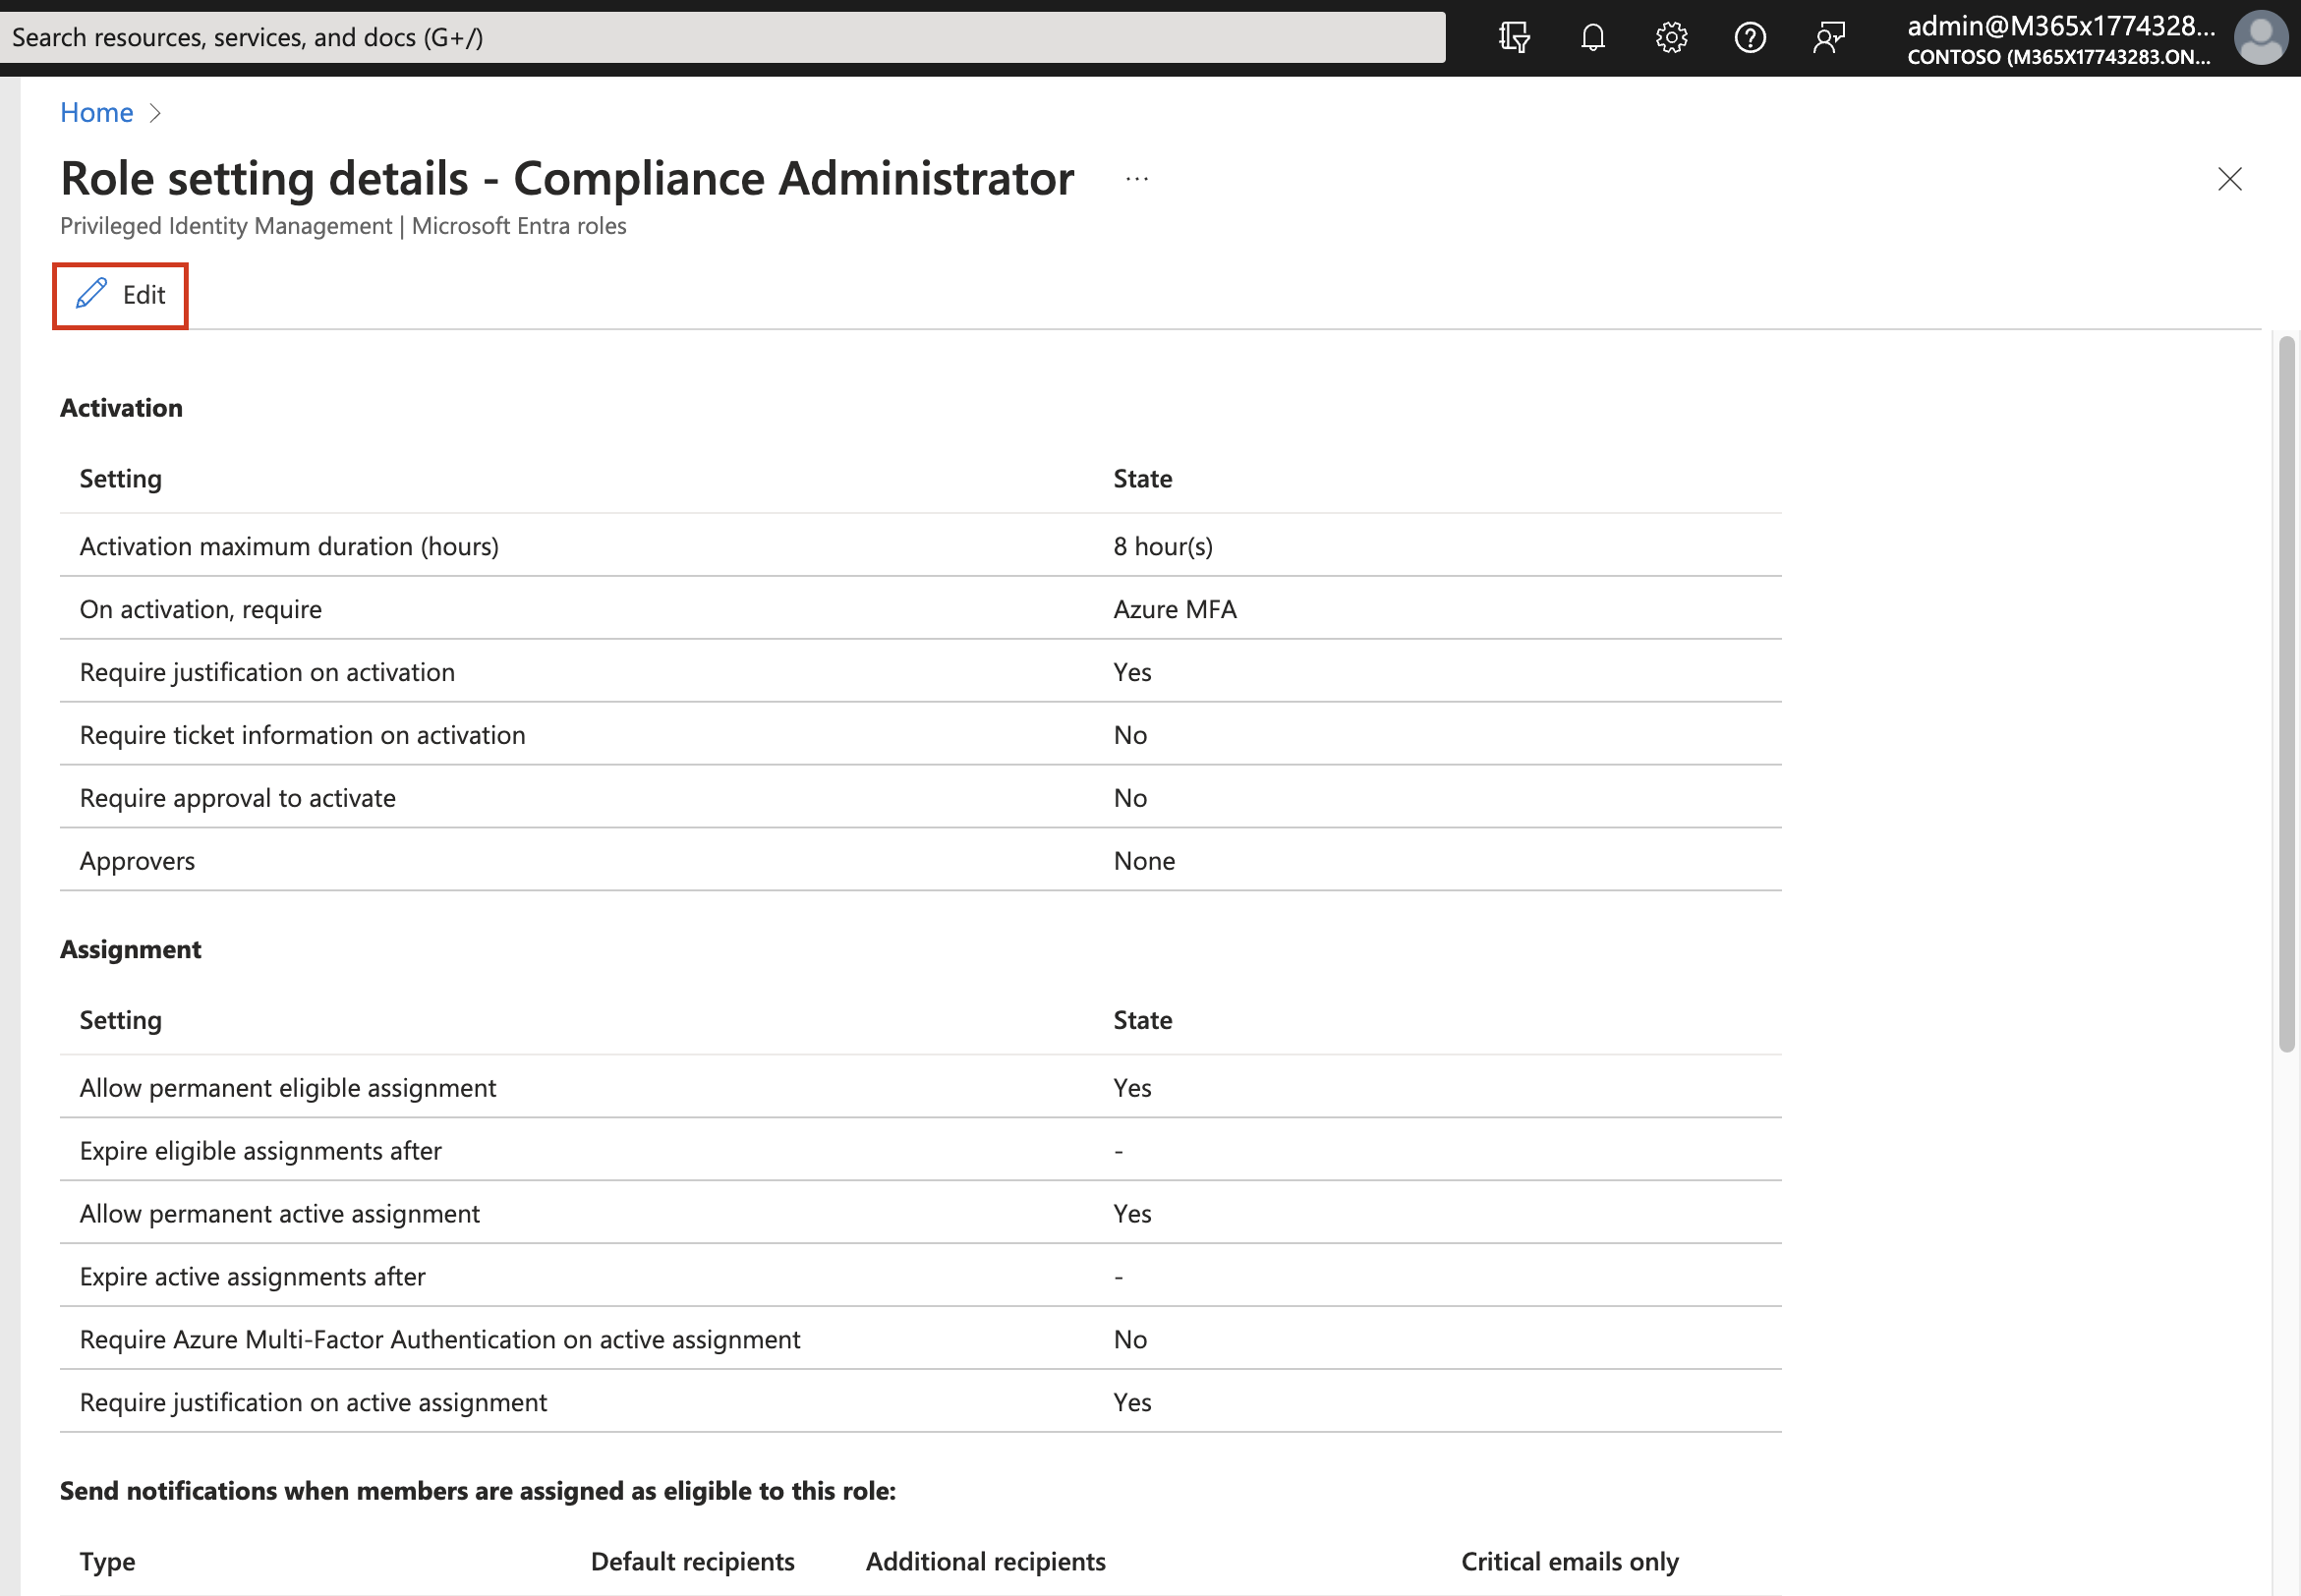 Search resources, services, and docs (G+/)
admin@M365x1774328...
CONTOSO (M365X17743283.ON...
Home
Role setting details - Compliance Administrator ...
Privileged Identity Management | Microsoft Entra roles
Edit
Activation
Setting State
Activation maximum duration (hours) 8 hour(s)
On activation, require Azure MFA
Require justification on activation Yes
Require ticket information on activation No
Require approval to activate No
Approvers None
Assignment
Setting State
Allow permanent eligible assignment Yes
Expire eligible assignments after -
Allow permanent active assignment Yes
Expire active assignments after -
Require Azure Multi-Factor Authentication on active assignment No
Require justification on active assignment Yes
Send notifications when members are assigned as eligible to this role:
Type Default recipients Additional recipients Critical emails only